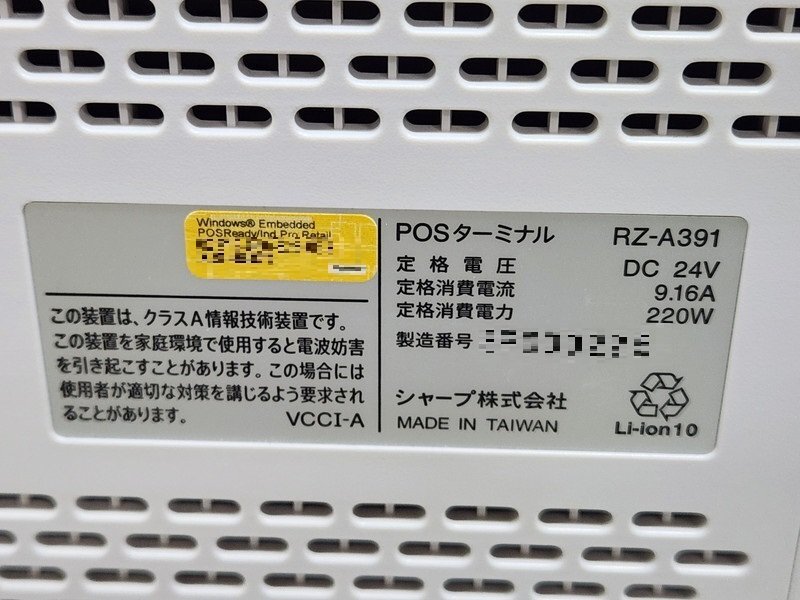 Windows® Embedded
POSReady/Ind Pro Retail
この装置は、クラスA情報技術装置です。
この装置を家庭環境で使用すると電波妨害
を引き起こすことがあります。この場合には
使用者が適切な対策を講じるよう要求され
ることがあります。
VCCI-A
POSターミナル RZ-A391
定格電圧 DC 24V
定格消費電流 9.16A
定格消費電力 220W
製造番号
シャープ株式会社
MADE IN TAIWAN
Li-ion10